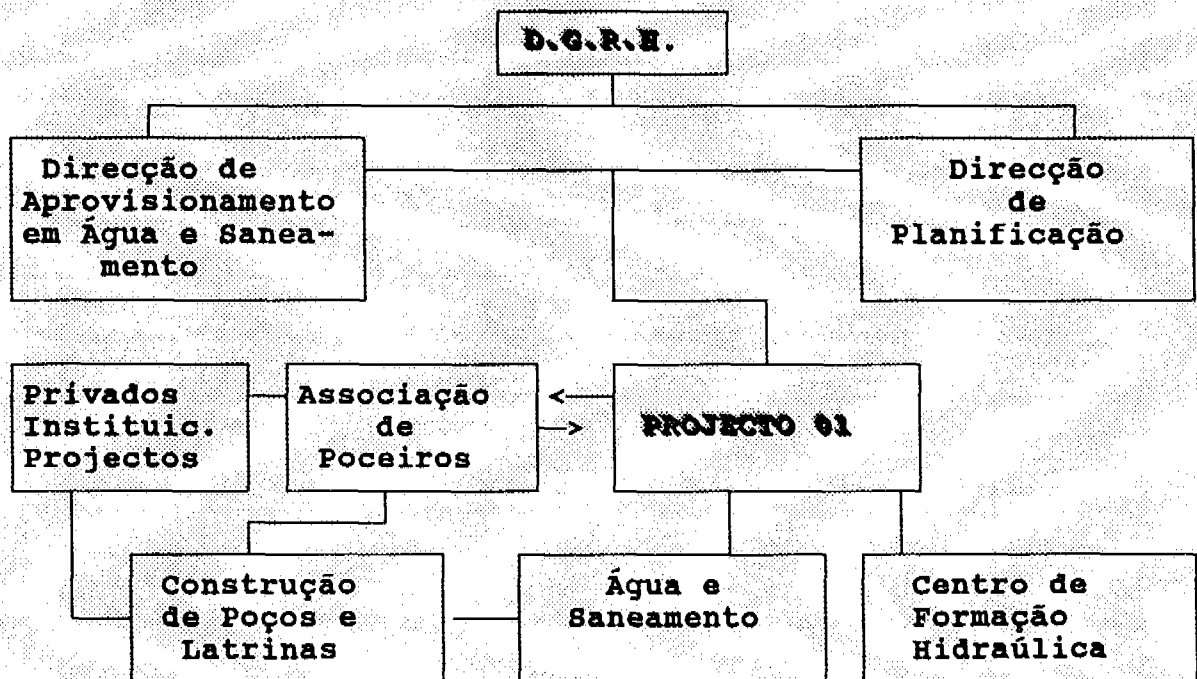 D.G.R.H.
Direcção de
Aprovisionamento
em Água e Sanea-
mento
Direcção
de
Planificação
Privados
Instituic.
Projectos
Associação
de
Poceiros
<
>
PROJECTO 01
Construção
de Poços e
Latrinas
Água e
Saneamento
Centro de
Formação
Hidraúlica